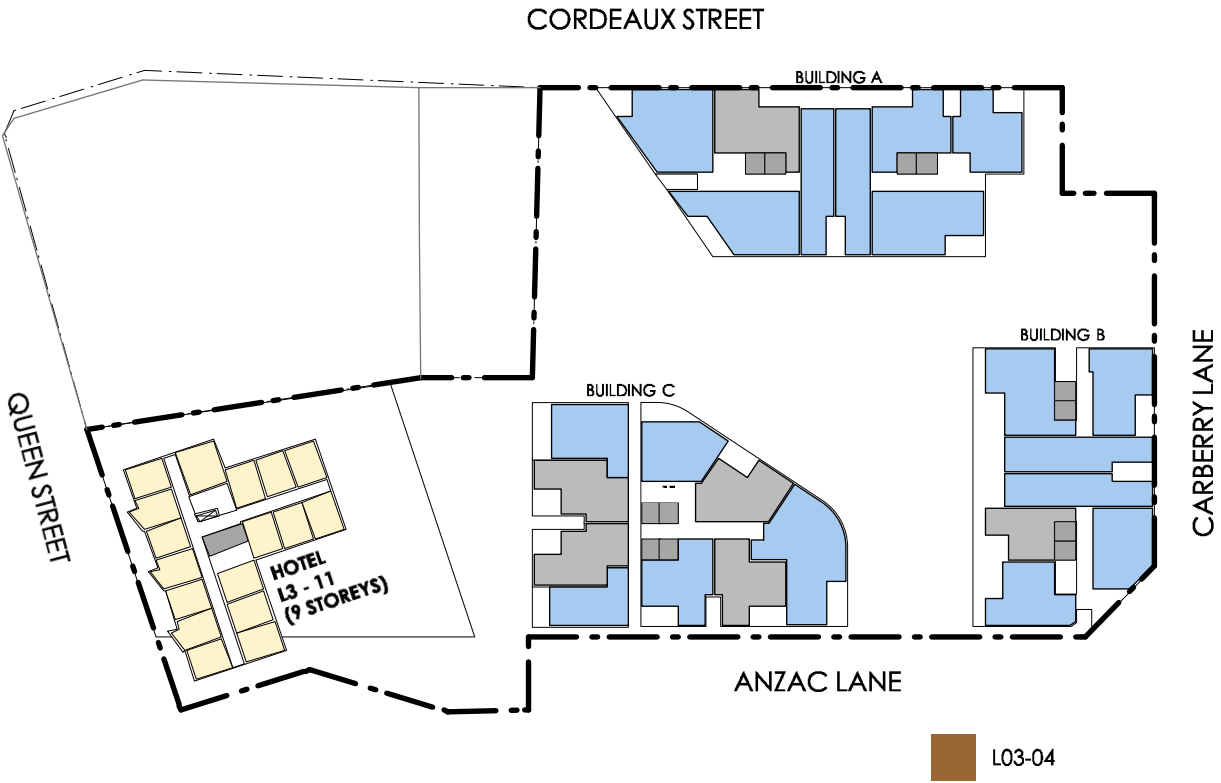 CORDEAUX STREET
BUILDING A
BUILDING B
BUILDING C
CARBERRY LANE
QUEEN STREET
HOTEL
L3 - 11
(9 STOREYS)
ANZAC LANE
L03-04